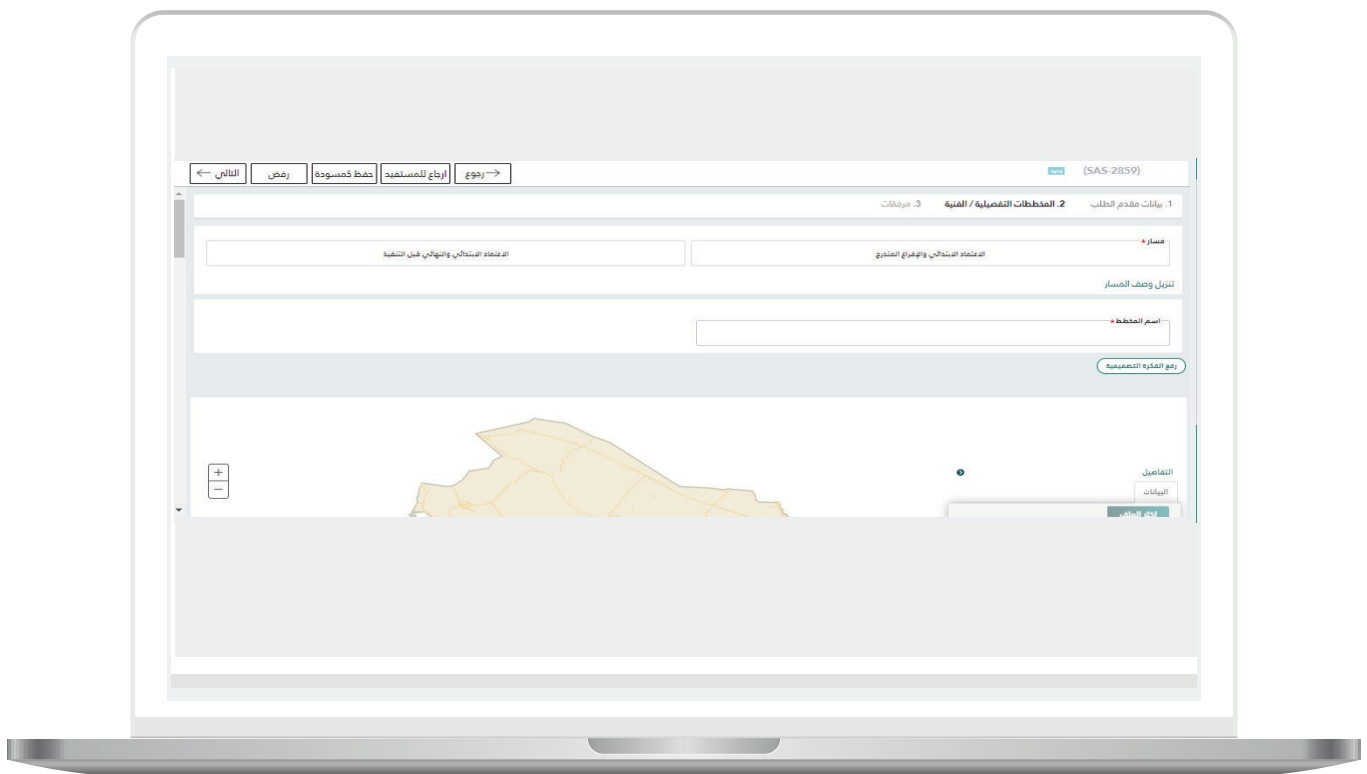 (SAS-2859)
→ رجوع ارجاع للمستفيد حفظ كمسودة رفض التالي ←
1. بيانات مقدم الطلب 2. المخططات التفصيلية / الفنية 3. مرفقات
مسار *
الاعتماد الابتدائي والإفراغ المتدرج الاعتماد الابتدائي والنهائي قبل التنفيذ
تنزيل وصف المسار
اسم المخطط *
رفع الفكرة التصميمية
التفاصيل
البيانات
اختر الملف
+
−